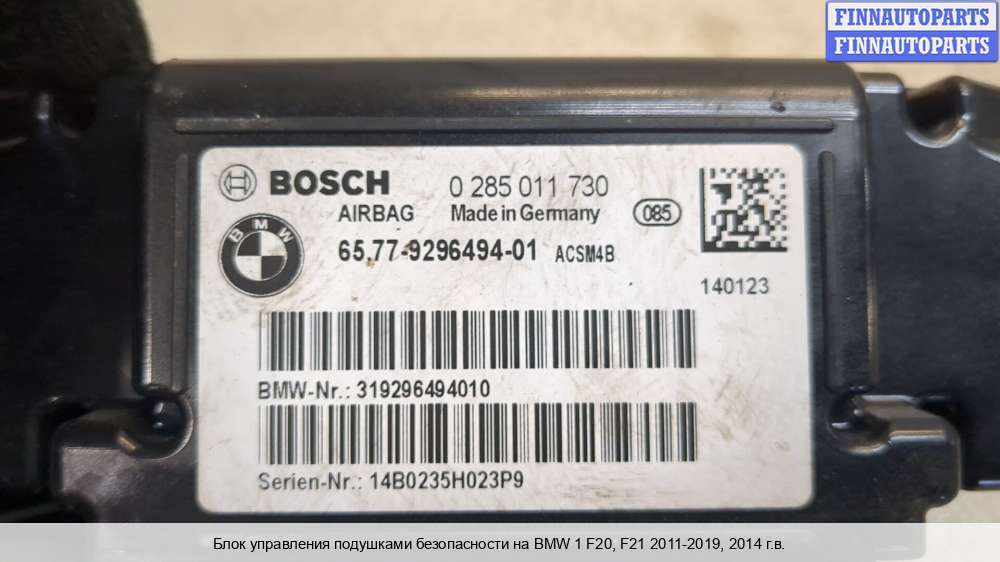 FINNAUTOPARTS
FINNAUTOPARTS
BOSCH 0 285 011 730
AIRBAG Made in Germany 085
BMW
65.77-9296494-01 ACSM4B
140123
BMW-Nr.: 319296494010
Serien-Nr.: 14B0235H023P9
Блок управления подушками безопасности на BMW 1 F20, F21 2011-2019, 2014 г.в.